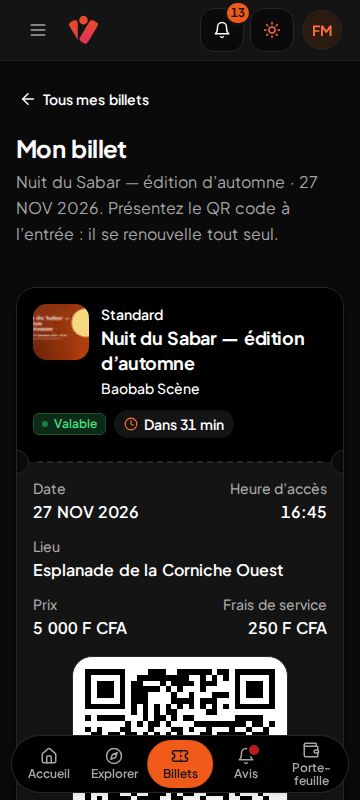 13
FM
Tous mes billets
Mon billet
Nuit du Sabar — édition d’automne · 27
NOV 2026. Présentez le QR code à
l’entrée : il se renouvelle tout seul.
Standard
Nuit du Sabar — édition
d’automne
Baobab Scène
Valable
Dans 31 min
Date
Heure d’accès
27 NOV 2026
16:45
Lieu
Esplanade de la Corniche Ouest
Prix
Frais de service
5 000 F CFA
250 F CFA
Accueil
Explorer
Billets
Avis
Porte-
feuille